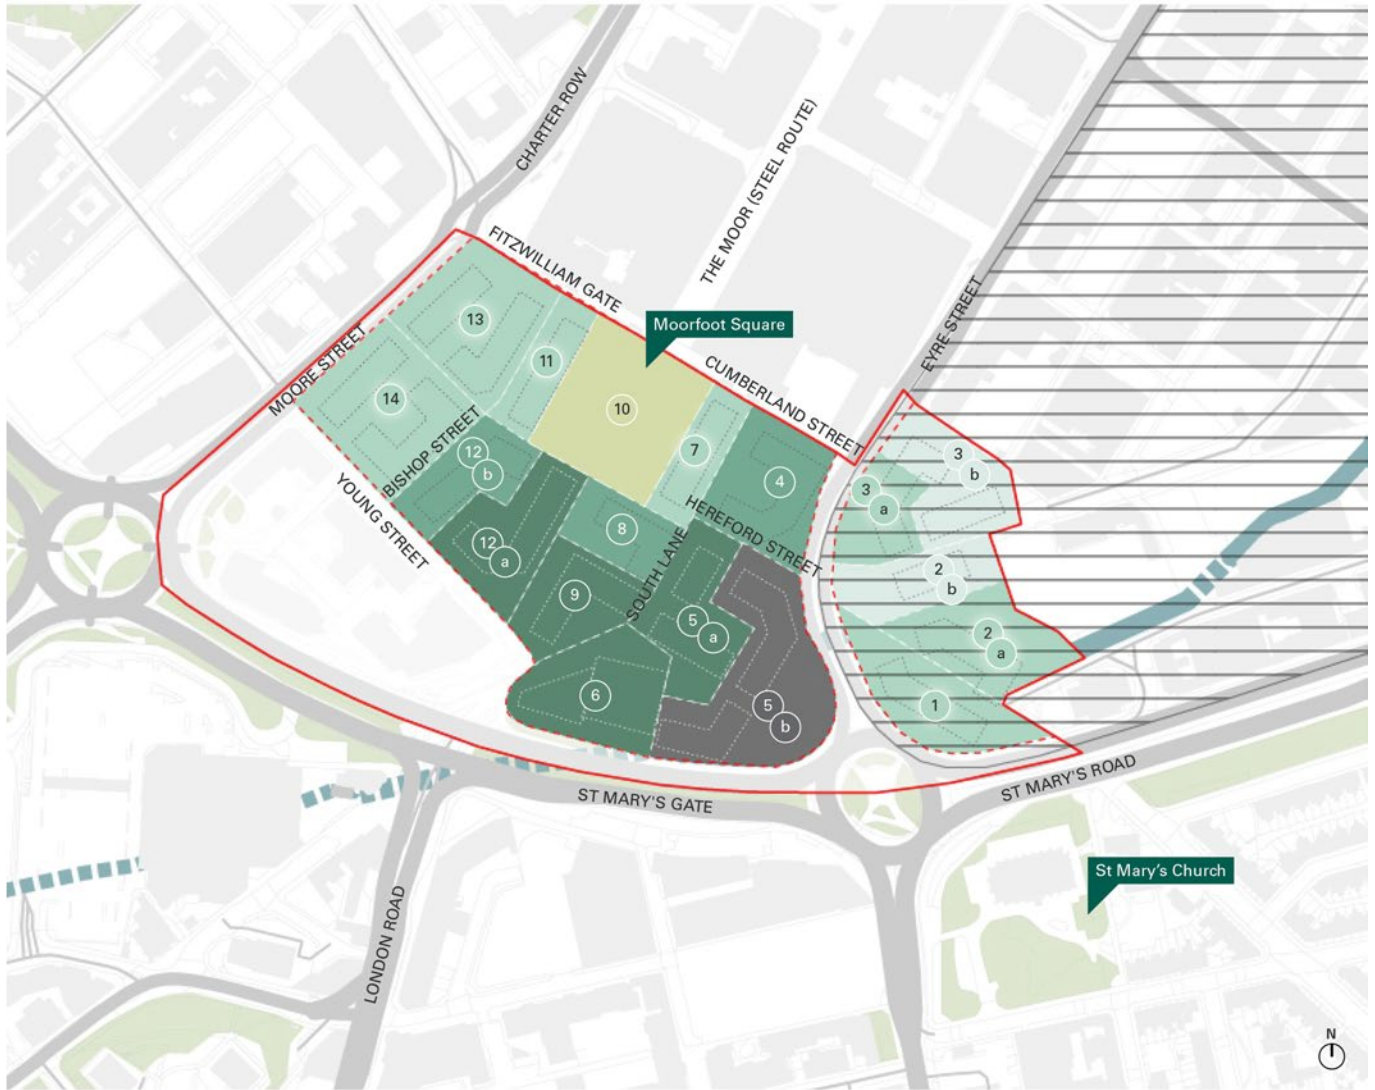 CHARTER ROW
THE MOOR (STEEL ROUTE)
FITZWILLIAM GATE
EYRE STREET
Moorfoot Square
13
MOORE STREET
11
CUMBERLAND STREET
14
10
BISHOP STREET
12
b
7
3
b
4
3
a
YOUNG STREET
HEREFORD STREET
8
12
a
SOUTH LANE
2
b
9
5
a
2
a
6
5
b
1
ST MARY'S GATE
ST MARY'S ROAD
St Mary's Church
LONDON ROAD
N